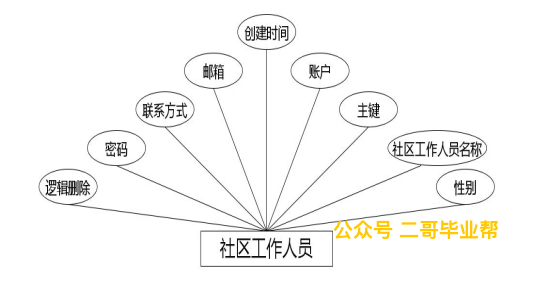 创建时间
邮箱
账户
联系方式
主键
密码
社区工作人员名称
逻辑删除
性别
社区工作人员
公众号 二哥毕业帮